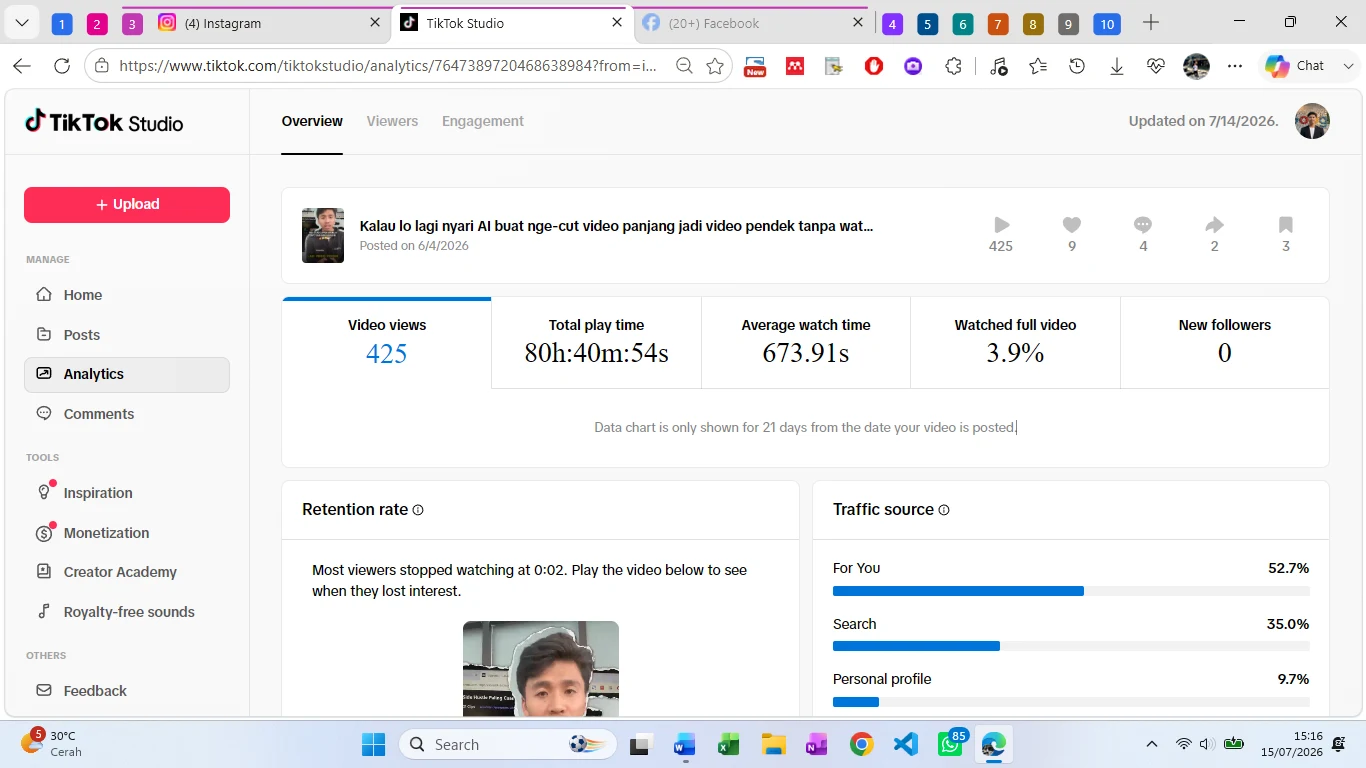 1
2
3
(4) Instagram
TikTok Studio
(20+) Facebook
4
5
6
7
8
9
10
https://www.tiktok.com/tiktokstudio/analytics/7647389720468638984?from=i...
New
Chat
TikTok Studio
Overview
Viewers
Engagement
Updated on 7/14/2026.
+ Upload
MANAGE
Home
Posts
Analytics
Comments
TOOLS
Inspiration
Monetization
Creator Academy
Royalty-free sounds
OTHERS
Feedback
Kalau lo lagi nyari AI buat nge-cut video panjang jadi video pendek tanpa wat...
Posted on 6/4/2026
425
9
4
2
3
Video views
425
Total play time
80h:40m:54s
Average watch time
673.91s
Watched full video
3.9%
New followers
0
Data chart is only shown for 21 days from the date your video is posted.
Retention rate
Most viewers stopped watching at 0:02. Play the video below to see
when they lost interest.
Traffic source
For You
52.7%
Search
35.0%
Personal profile
9.7%
5
30°C
Cerah
Search
85
15:16
15/07/2026